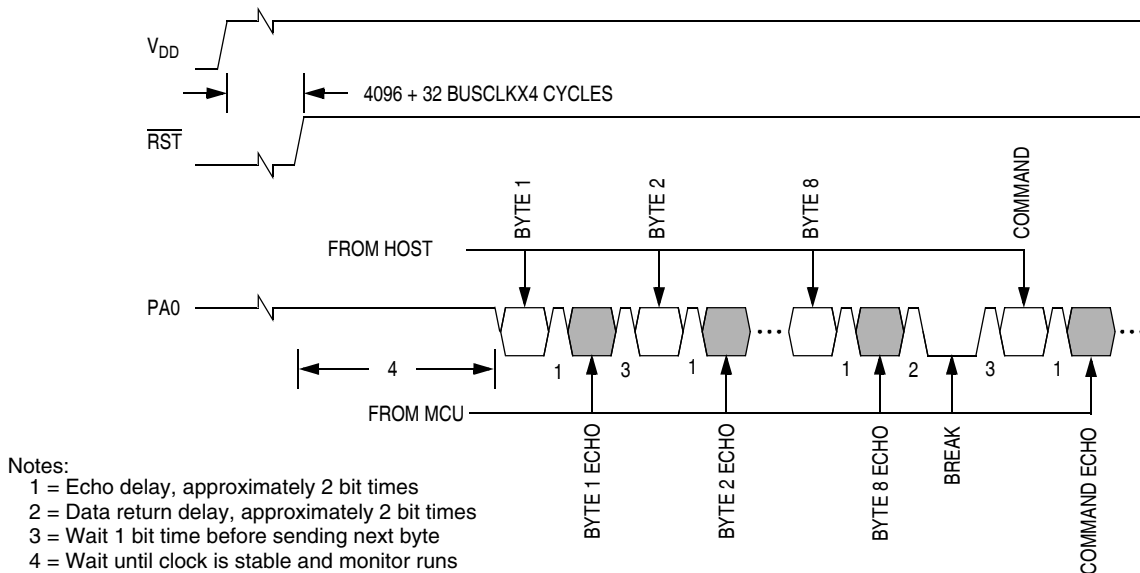 VDD
4096 + 32 BUSCLKX4 CYCLES
RST
FROM HOST
BYTE 1
BYTE 2
BYTE 8
COMMAND
PA0
4
1
3
1
1
2
3
1
FROM MCU
BYTE 1 ECHO
BYTE 2 ECHO
BYTE 8 ECHO
BREAK
COMMAND ECHO
Notes:
1 = Echo delay, approximately 2 bit times
2 = Data return delay, approximately 2 bit times
3 = Wait 1 bit time before sending next byte
4 = Wait until clock is stable and monitor runs